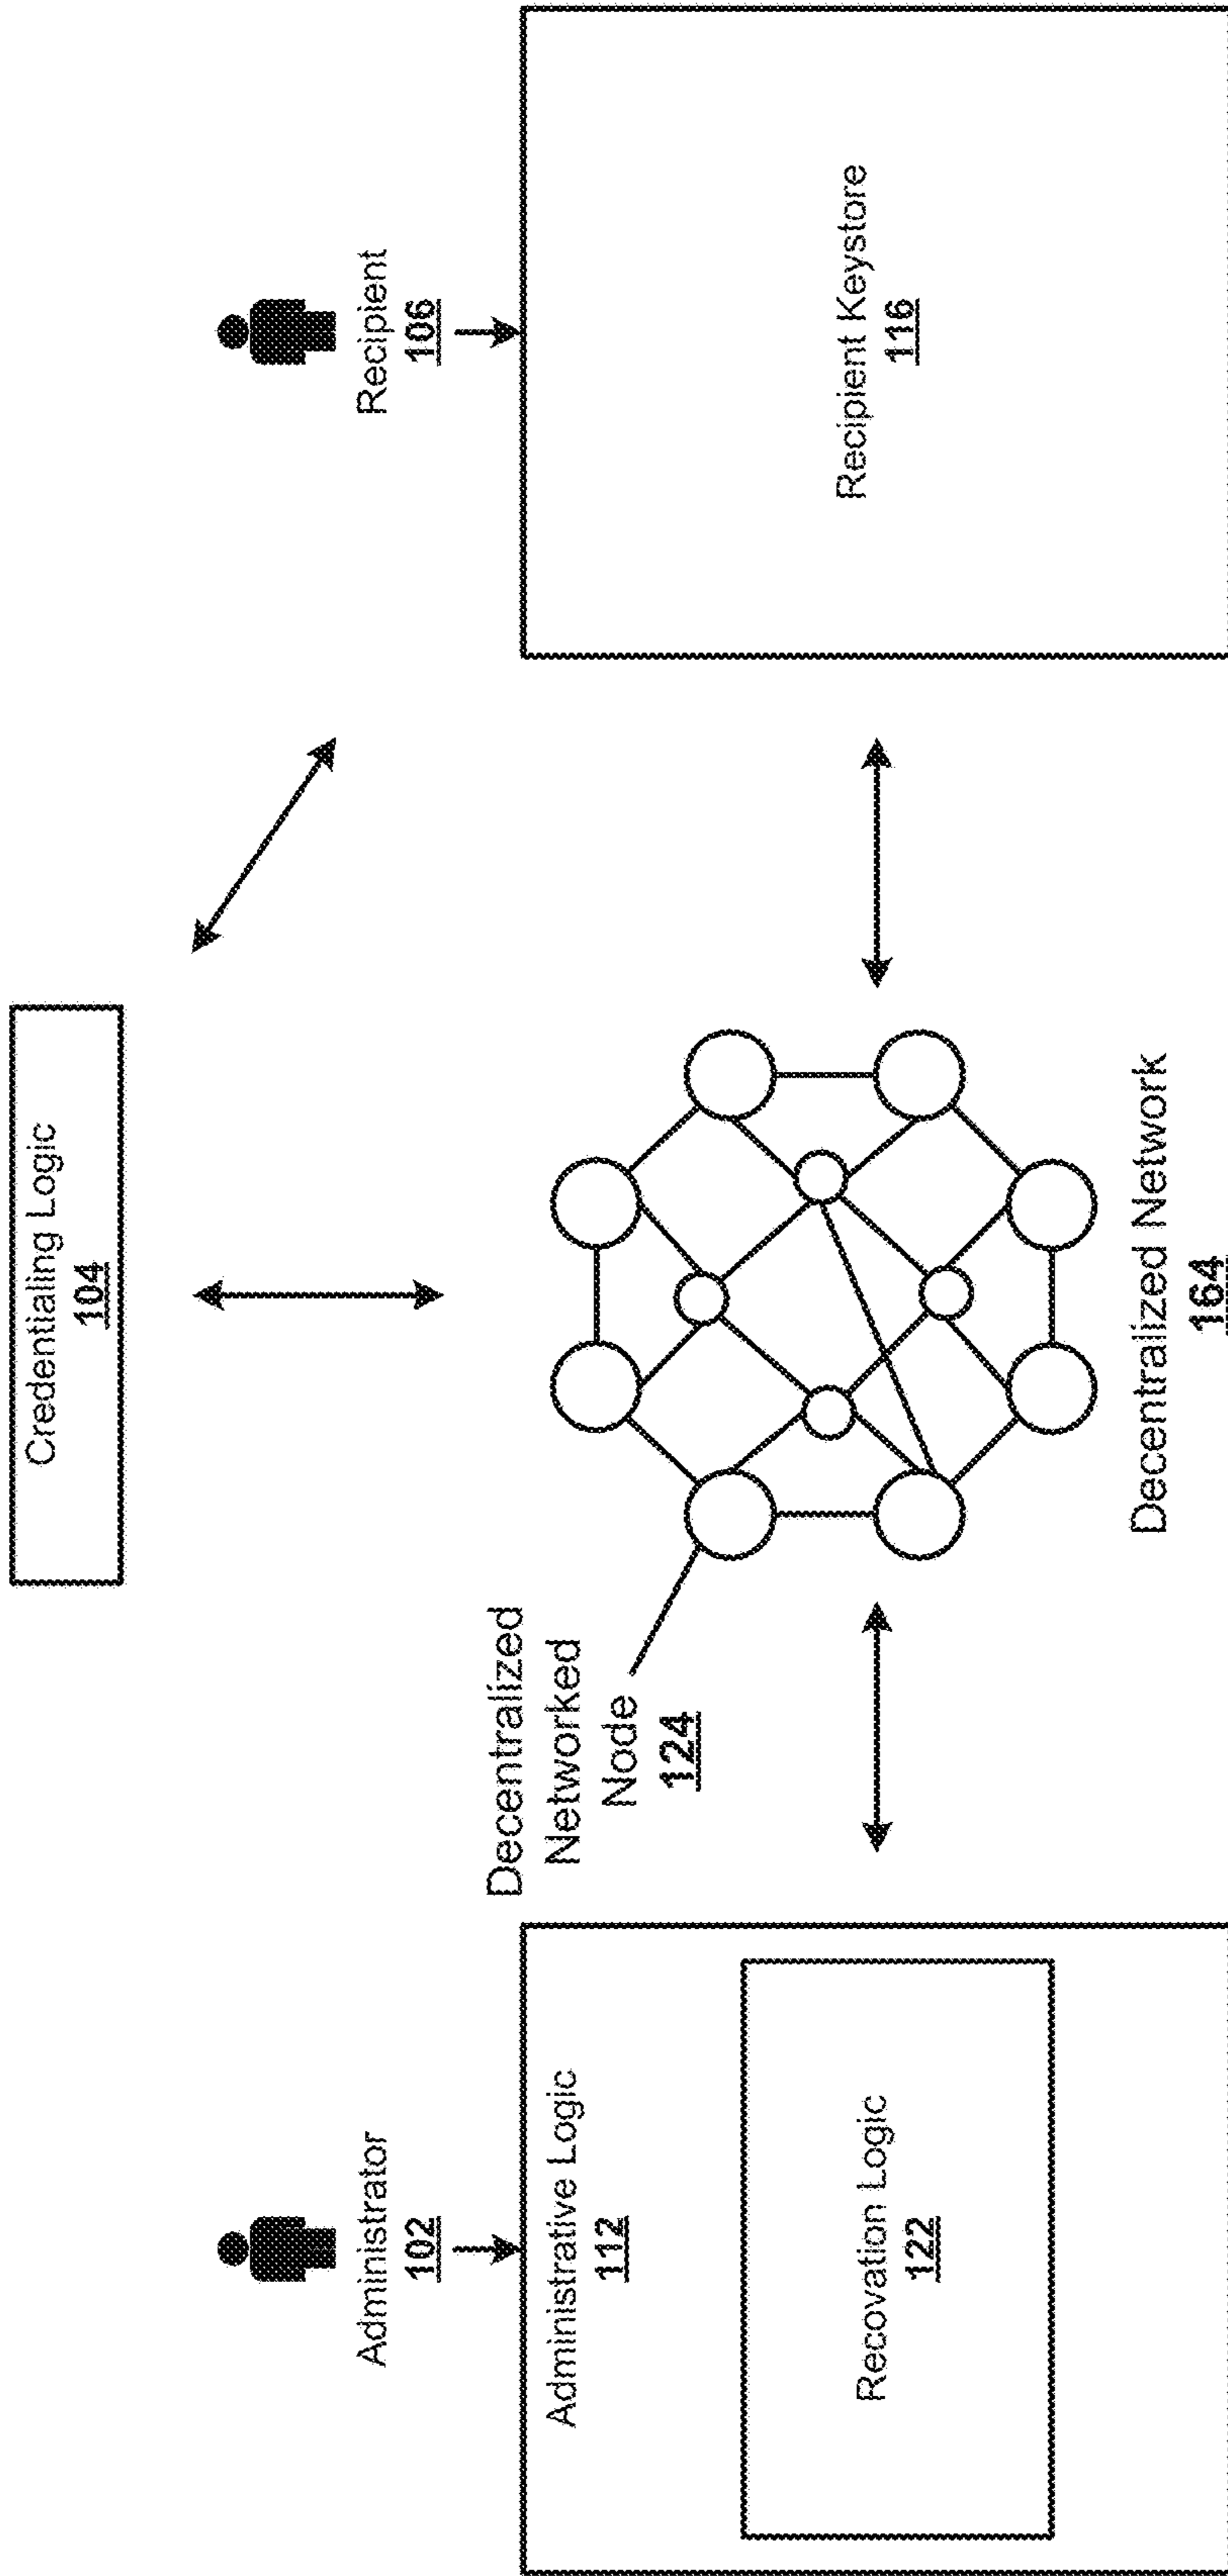 Credentialing Logic
104
Administrator
102
Recipient
106
Administrative Logic
112
Recovation Logic
122
Decentralized
Networked
Node
124
Decentralized Network
164
Recipient Keystore
116